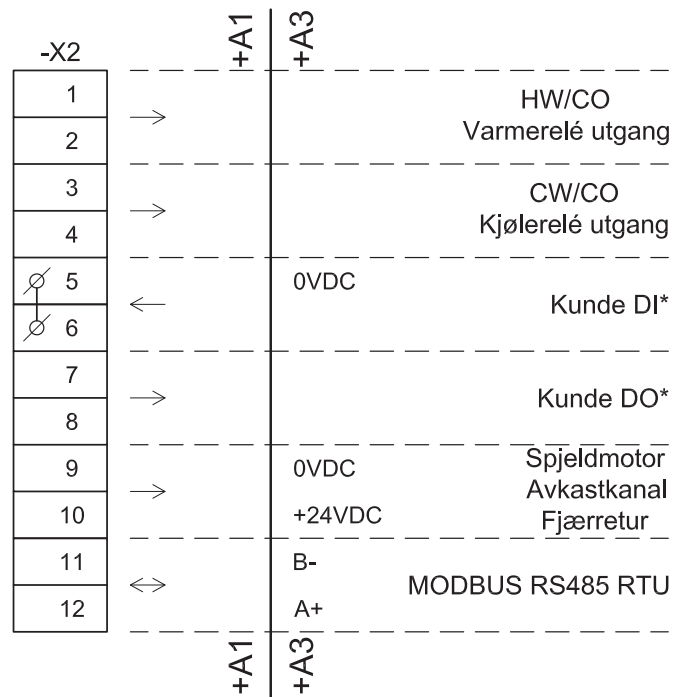 +A1
+A3
-X2
1
HW/CO
2
Varmerelé utgang
3
CW/CO
4
Kjølerelé utgang
5
0VDC
Kunde DI*
6
7
Kunde DO*
8
9
0VDC
Spjeldmotor
Avkastkanal
10
+24VDC
Fjærretur
11
B-
MODBUS RS485 RTU
12
A+
+A1
+A3